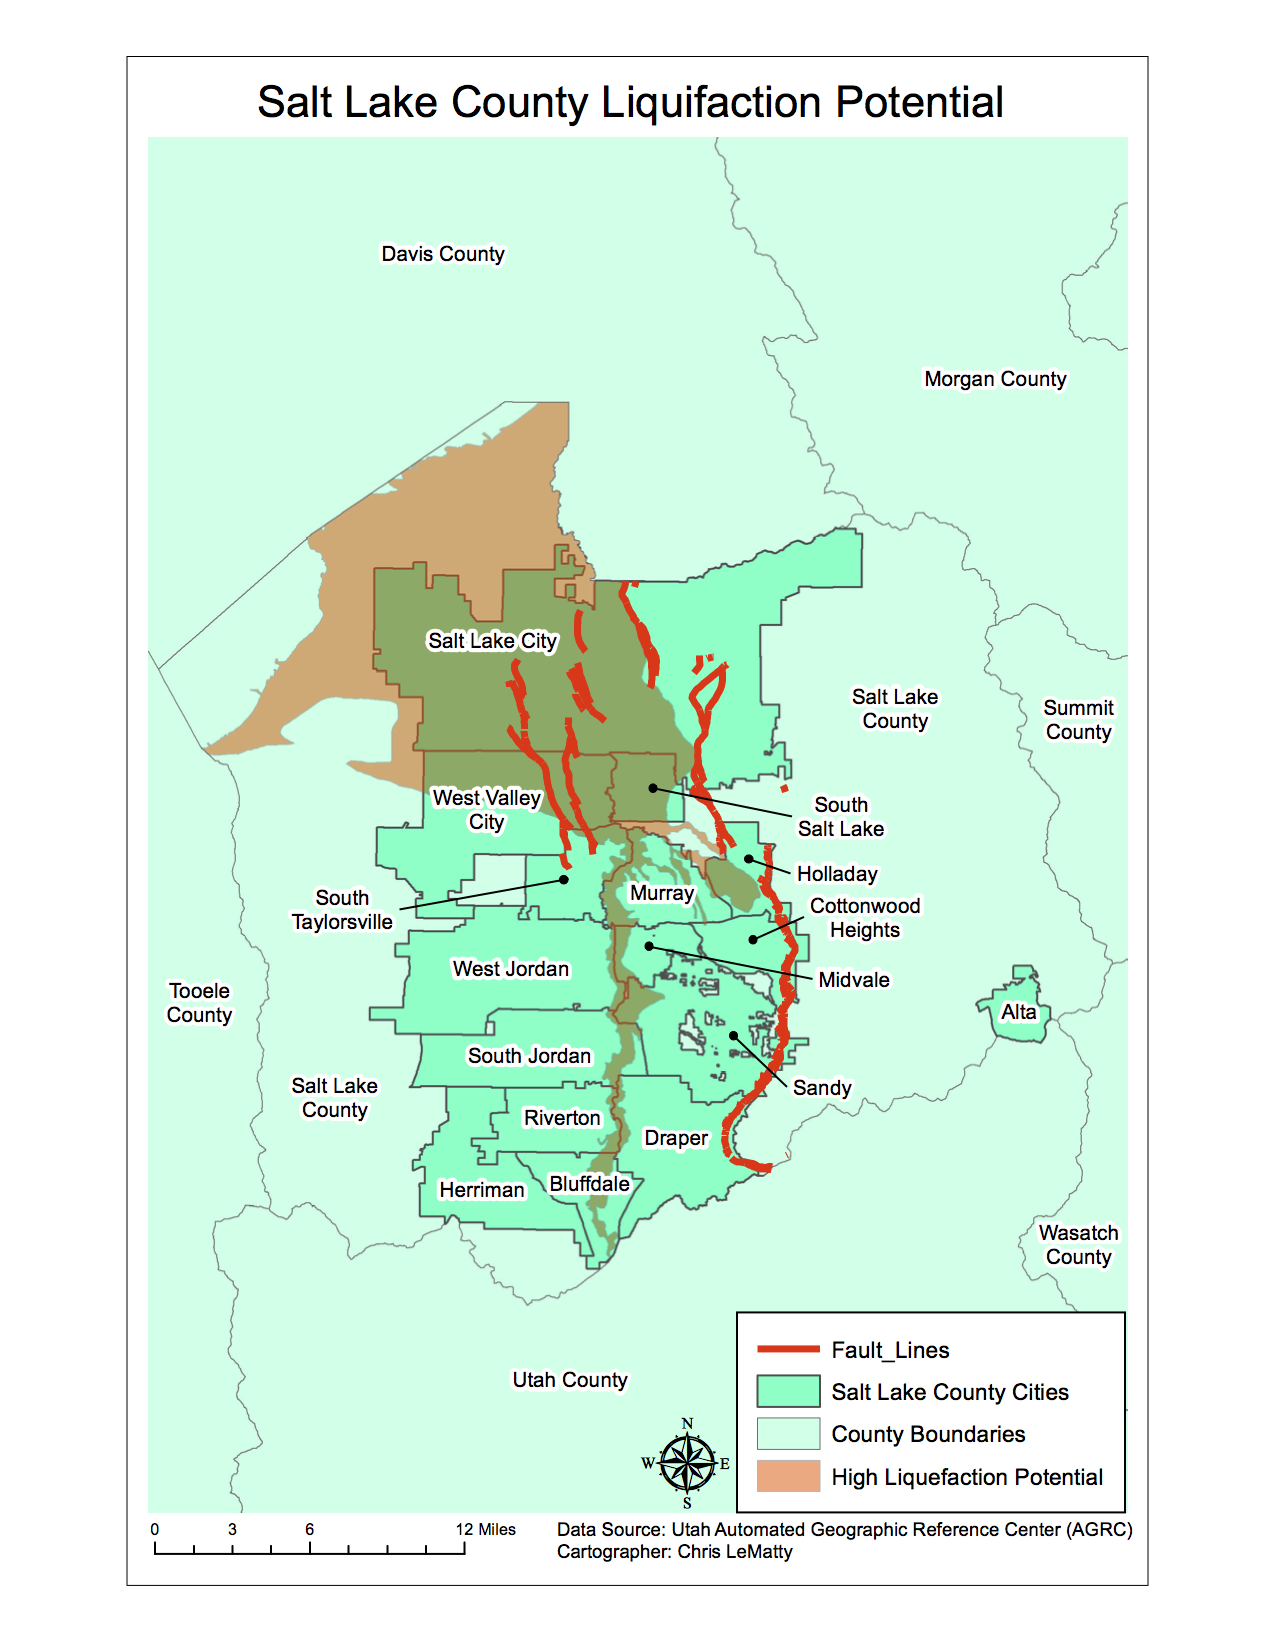 Salt Lake County Liquifaction Potential
Davis County
Morgan County
Salt Lake City
Salt Lake
County
Summit
County
West Valley
City
South
Salt Lake
Holladay
South
Taylorsville
Murray
Cottonwood
Heights
West Jordan
Midvale
Tooele
County
Alta
South Jordan
Sandy
Salt Lake
County
Riverton
Draper
Herriman
Bluffdale
Wasatch
County
Utah County
Fault_Lines
Salt Lake County Cities
County Boundaries
High Liquefaction Potential
N
W
E
S
0 3 6 12 Miles
Data Source: Utah Automated Geographic Reference Center (AGRC)
Cartographer: Chris LeMatty